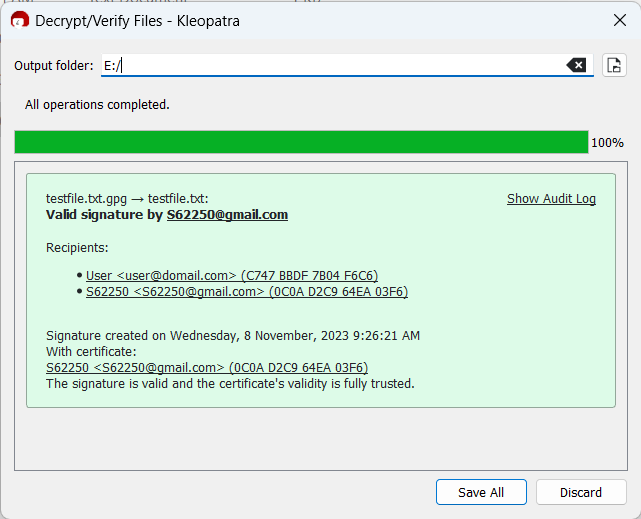 Decrypt/Verify Files - Kleopatra
Output folder: E:/
All operations completed.
100%
testfile.txt.gpg → testfile.txt:
Show Audit Log
Valid signature by S62250@gmail.com
Recipients:
• User <user@domail.com> (C747 BBDF 7B04 F6C6)
• S62250 <S62250@gmail.com> (0C0A D2C9 64EA 03F6)
Signature created on Wednesday, 8 November, 2023 9:26:21 AM
With certificate:
S62250 <S62250@gmail.com> (0C0A D2C9 64EA 03F6)
The signature is valid and the certificate's validity is fully trusted.
Save All
Discard